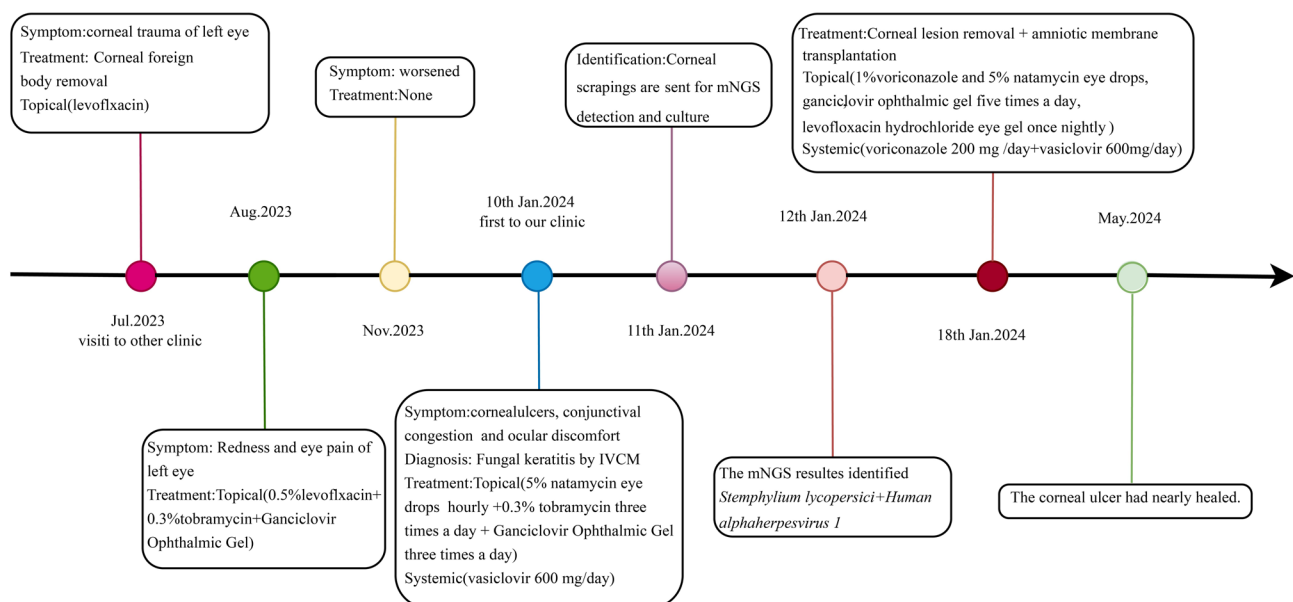 Symptom:corneal trauma of left eye
Treatment: Corneal foreign
body removal
Topical(levoflxacin)
Jul.2023
visiti to other clinic
Aug.2023
Symptom: Redness and eye pain of
left eye
Treatment:Topical(0.5%levoflxacin+
0.3%tobramycin+Ganciclovir
Ophthalmic Gel)
Symptom: worsened
Treatment:None
Nov.2023
10th Jan.2024
first to our clinic
Symptom:cornealulcers, conjunctival
congestion and ocular discomfort
Diagnosis: Fungal keratitis by IVCM
Treatment:Topical(5% natamycin eye
drops hourly +0.3% tobramycin three
times a day + Ganciclovir Ophthalmic Gel
three times a day)
Systemic(vasiclovir 600 mg/day)
Identification:Corneal
scrapings are sent for mNGS
detection and culture
11th Jan.2024
12th Jan.2024
The mNGS resultes identified
Stemphylium lycopersici+Human
alphaherpesvirus 1
Treatment:Corneal lesion removal + amniotic membrane
transplantation
Topical(1%voriconazole and 5% natamycin eye drops,
ganciclovir ophthalmic gel five times a day,
levofloxacin hydrochloride eye gel once nightly )
Systemic(voriconazole 200 mg /day+vasiclovir 600mg/day)
18th Jan.2024
May.2024
The corneal ulcer had nearly healed.